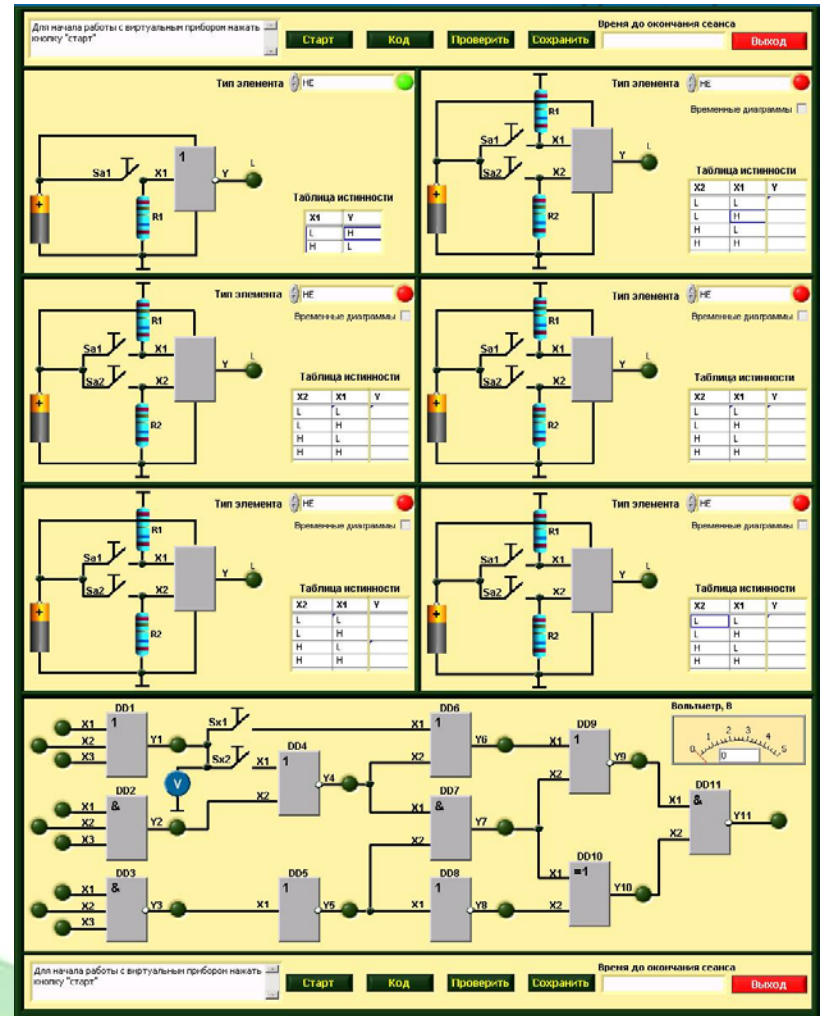 Время до окончания сеанса
Для начала работы с виртуальным прибором нажать
кнопку "старт"
Старт Код Проверить Сохранить Выход
Тип элемента НЕ
Sa1 X1 1 Y L
R1
Таблица истинности
X1 Y
L H
H L
Тип элемента НЕ
Временные диаграммы
R1
Sa1 X1
Sa2 X2 Y L
R2
Таблица истинности
X2 X1 Y
L L
L H
H L
H H
Тип элемента НЕ
Временные диаграммы
R1
Sa1 X1
Sa2 X2 Y L
R2
Таблица истинности
X2 X1 Y
L L
L H
H L
H H
Тип элемента НЕ
Временные диаграммы
R1
Sa1 X1
Sa2 X2 Y L
R2
Таблица истинности
X2 X1 Y
L L
L H
H L
H H
Тип элемента НЕ
Временные диаграммы
R1
Sa1 X1
Sa2 X2 Y L
R2
Таблица истинности
X2 X1 Y
L L
L H
H L
H H
Тип элемента НЕ
Временные диаграммы
R1
Sa1 X1
Sa2 X2 Y L
R2
Таблица истинности
X2 X1 Y
L L
L H
H L
H H
DD1 1 X1 X2 X3 Y1
Sx1
Sx2
V
DD2 & X1 X2 X3 Y2
DD3 & X1 X2 X3 Y3
DD4 1 X1 X2 Y4
DD5 1 X1 Y5
DD6 1 X1 X2 Y6
DD7 & X1 X2 Y7
DD8 1 X1 Y8
DD9 1 X1 X2 Y9
DD10 =1 X1 X2 Y10
DD11 & X1 X2 Y11
Вольтметр, В
0 1 2 3 4 5
0
Время до окончания сеанса
Для начала работы с виртуальным прибором нажать
кнопку "старт"
Старт Код Проверить Сохранить Выход